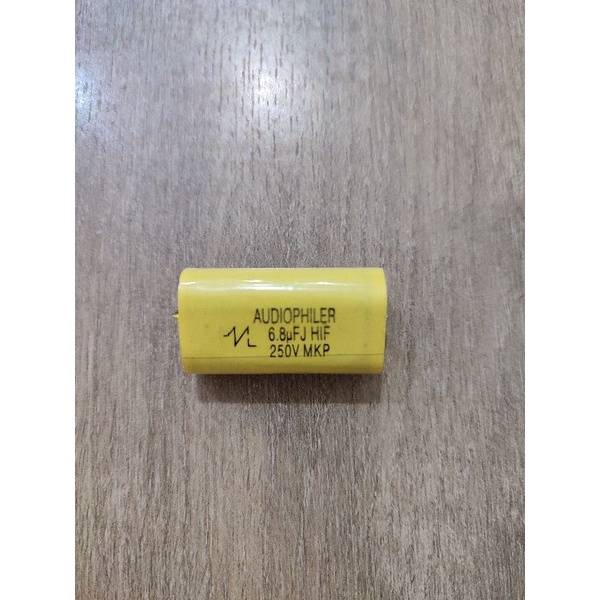 AUDIOPHILER
6.8µFJ HIF
250V MKP